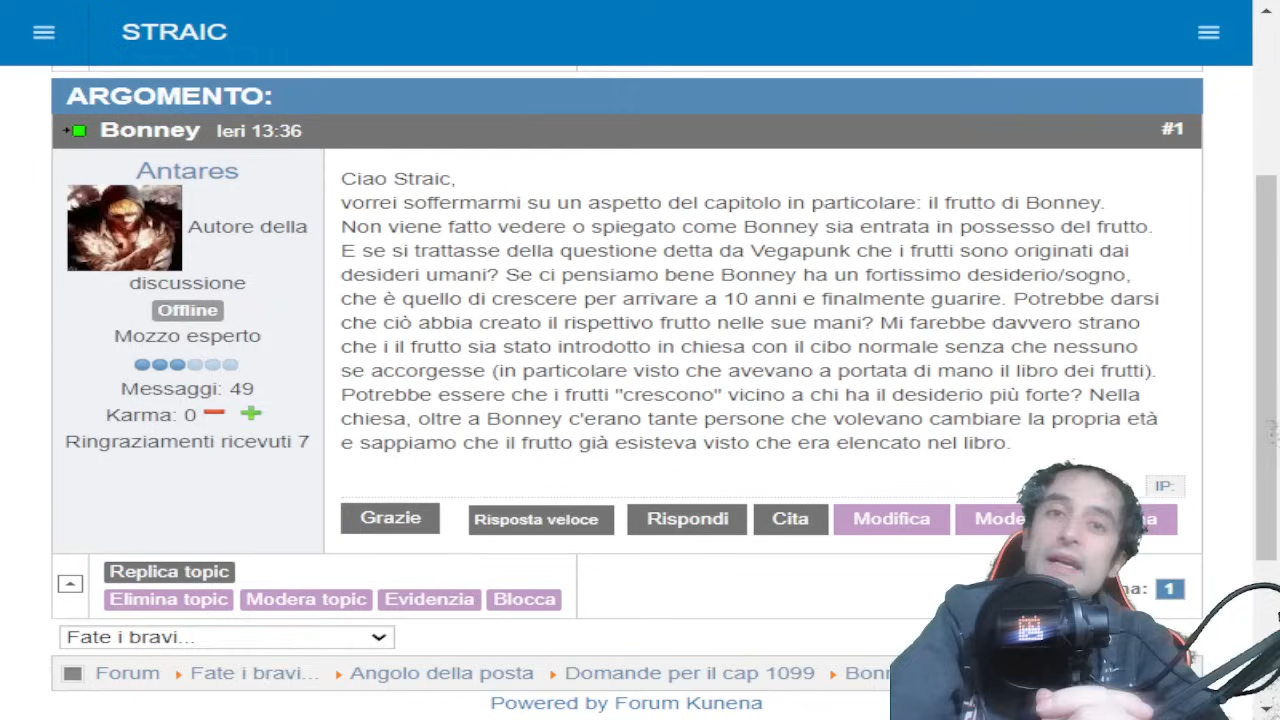 STRAIC
ARGOMENTO:
Bonney Ieri 13:36
#1
Antares
Autore della
discussione
Offline
Mozzo esperto
Messaggi: 49
Karma: 0
Ringraziamenti ricevuti 7
Ciao Straic,
vorrei soffermarmi su un aspetto del capitolo in particolare: il frutto di Bonney.
Non viene fatto vedere o spiegato come Bonney sia entrata in possesso del frutto.
E se si trattasse della questione detta da Vegapunk che i frutti sono originati dai
desideri umani? Se ci pensiamo bene Bonney ha un fortissimo desiderio/sogno,
che è quello di crescere per arrivare a 10 anni e finalmente guarire. Potrebbe darsi
che ciò abbia creato il rispettivo frutto nelle sue mani? Mi farebbe davvero strano
che i il frutto sia stato introdotto in chiesa con il cibo normale senza che nessuno
se accorgesse (in particolare visto che avevano a portata di mano il libro dei frutti).
Potrebbe essere che i frutti "crescono" vicino a chi ha il desiderio più forte? Nella
chiesa, oltre a Bonney c'erano tante persone che volevano cambiare la propria età
e sappiamo che il frutto già esisteva visto che era elencato nel libro.
IP:
Grazie Risposta veloce Rispondi Cita Modifica Mode
Replica topic
Elimina topic Modera topic Evidenzia Blocca
na: 1
Fate i bravi...
Forum Fate i bravi... Angolo della posta Domande per il cap 1099 Bonn
Powered by Forum Kunena